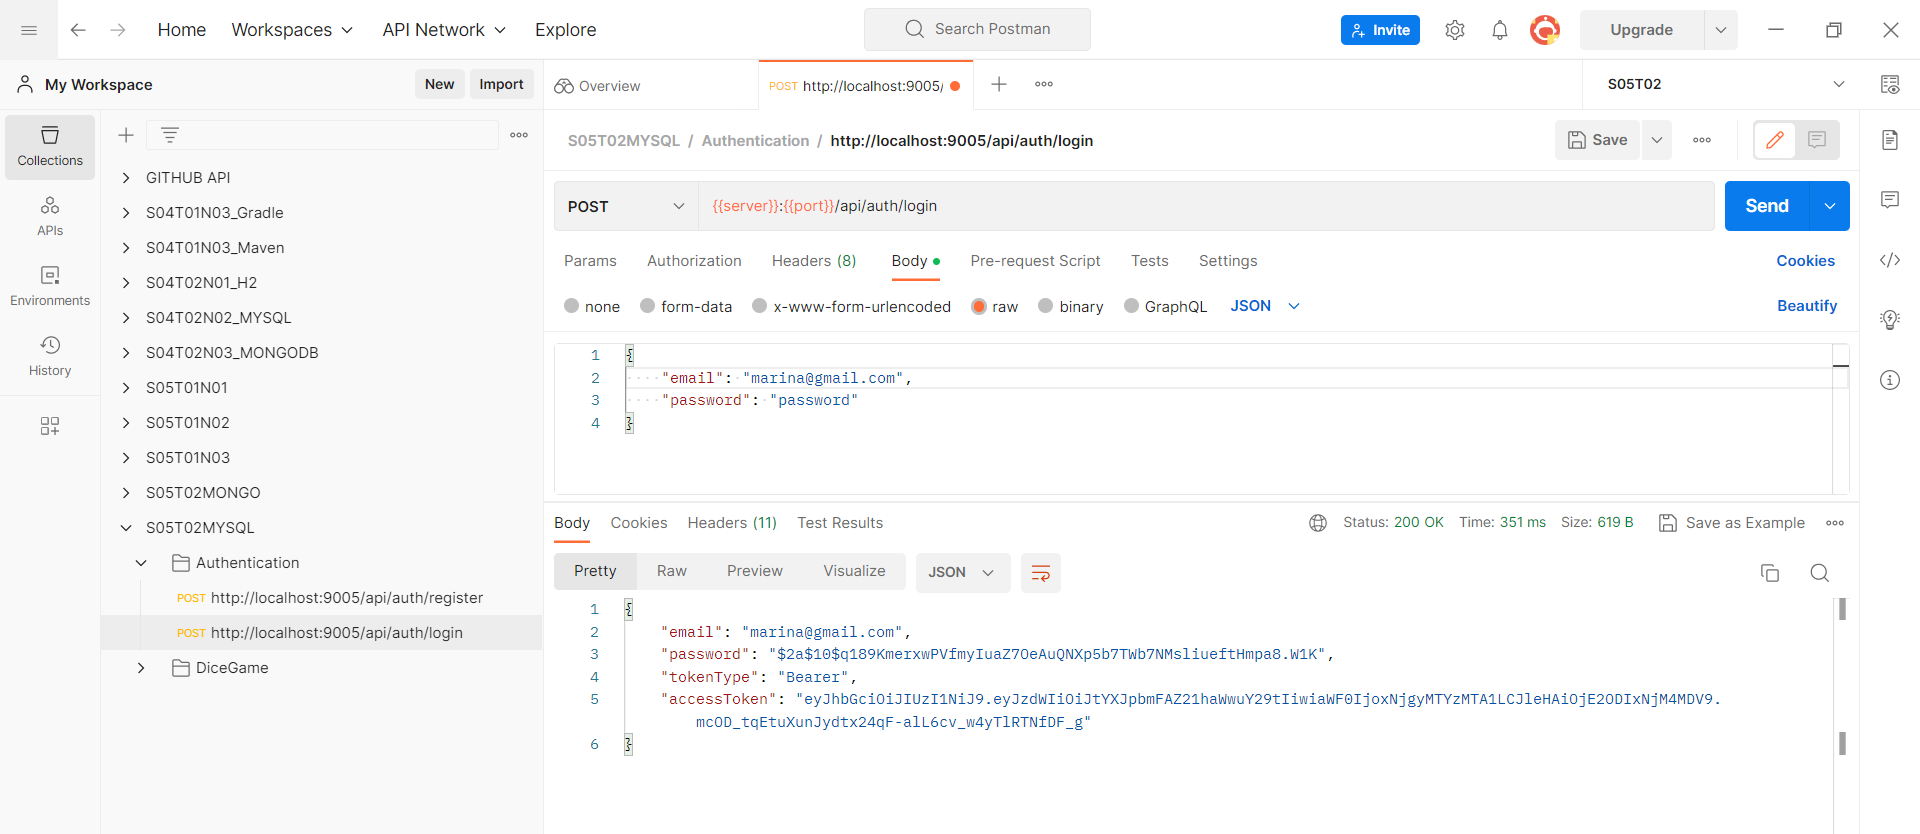 Home Workspaces API Network Explore Search Postman Invite Upgrade
My Workspace New Import Overview POST http://localhost:9005/ S05T02
Collections
APIs
Environments
History
GITHUB API
S04T01N03_Gradle
S04T01N03_Maven
S04T02N01_H2
S04T02N02_MYSQL
S04T02N03_MONGODB
S05T01N01
S05T01N02
S05T01N03
S05T02MONGO
S05T02MYSQL
Authentication
POST http://localhost:9005/api/auth/register
POST http://localhost:9005/api/auth/login
DiceGame
S05T02MYSQL / Authentication / http://localhost:9005/api/auth/login Save
POST {{server}}:{{port}}/api/auth/login Send
Params Authorization Headers (8) Body Pre-request Script Tests Settings Cookies
none form-data x-www-form-urlencoded raw binary GraphQL JSON Beautify
1 {
2 "email": "marina@gmail.com",
3 "password": "password"
4 }
Body Cookies Headers (11) Test Results Status: 200 OK Time: 351 ms Size: 619 B Save as Example
Pretty Raw Preview Visualize JSON
1 {
2 "email": "marina@gmail.com",
3 "password": "$2a$10$q189KmerxwPVfmyIuaZ7OeAuQNXp5b7TWb7NMsliueftHmpa8.W1K",
4 "tokenType": "Bearer",
5 "accessToken": "eyJhbGciOiJIUzI1NiJ9.eyJzdWIiOiJtYXJpbmFAZ21haWwuY29tIiwiaWF0IjoxNjgyMTYzMTA1LCJleHAiOjE2ODIxNjM4MDV9.
mcOD_tqEtuXunJydtx24qF-alL6cv_w4yTlRTNfDF_g"
6 }